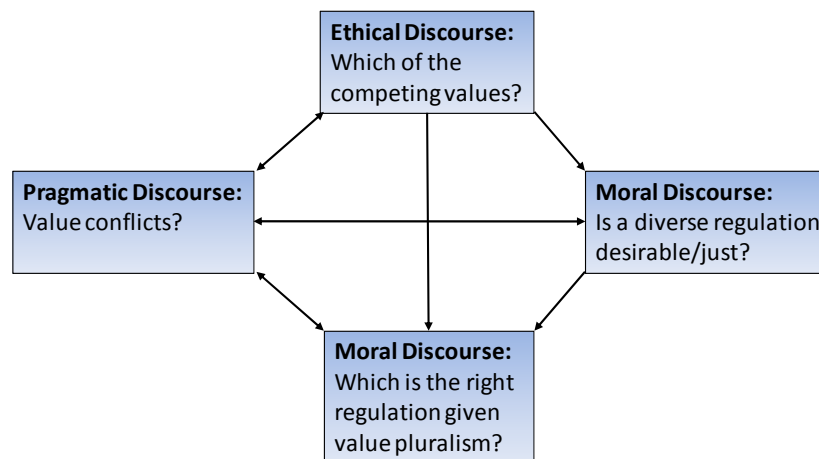 Ethical Discourse:
Which of the
competing values?
Pragmatic Discourse:
Value conflicts?
Moral Discourse:
Is a diverse regulation
desirable/just?
Moral Discourse:
Which is the right
regulation given
value pluralism?